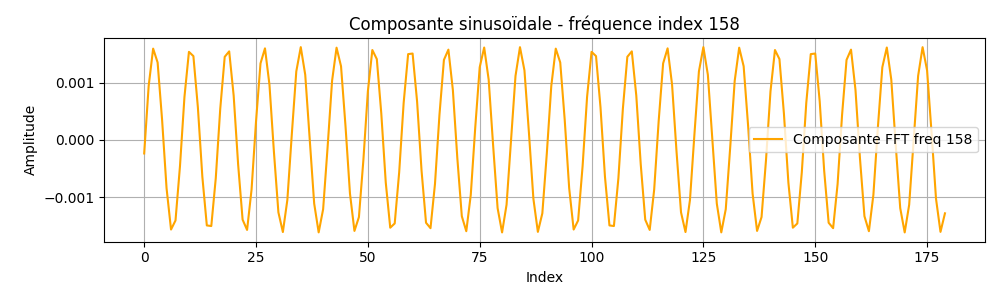 Composante sinusoïdale - fréquence index 158
Amplitude
0.001
0.000
−0.001
Composante FFT freq 158
0 25 50 75 100 125 150 175
Index